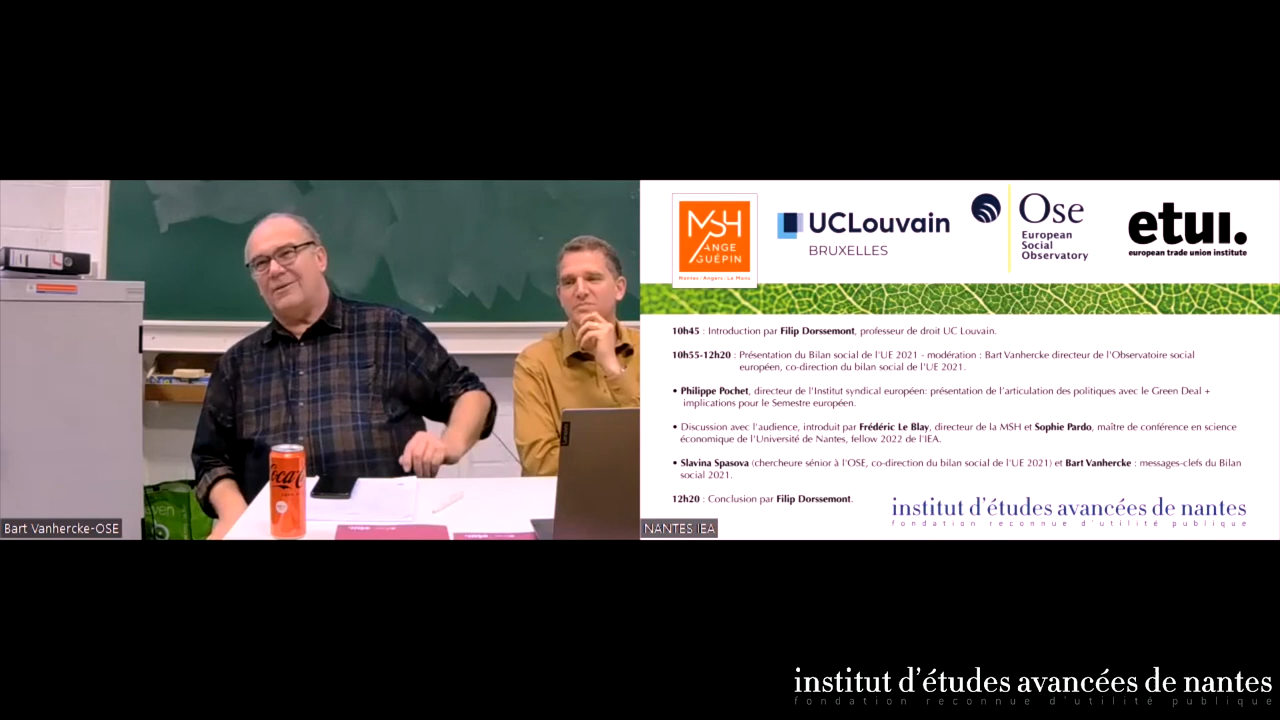 MSH
ANGE
GUÉPIN
Nantes · Angers · Le Mans
UCLouvain
BRUXELLES
Ose
European
Social
Observatory
etui.
european trade union institute
10h45 : Introduction par Filip Dorssemont, professeur de droit UC Louvain.
10h55-12h20 : Présentation du Bilan social de l'UE 2021 - modération : Bart Vanhercke directeur de l'Observatoire social
européen, co-direction du bilan social de l'UE 2021.
• Philippe Pochet, directeur de l'Institut syndical européen: présentation de l'articulation des politiques avec le Green Deal +
implications pour le Semestre européen.
• Discussion avec l'audience, introduit par Frédéric Le Blay, directeur de la MSH et Sophie Pardo, maître de conférence en science
économique de l'Université de Nantes, fellow 2022 de l'IEA.
• Slavina Spasova (chercheure sénior à l'OSE, co-direction du bilan social de l'UE 2021) et Bart Vanhercke : messages-clefs du Bilan
social 2021.
12h20 : Conclusion par Filip Dorssemont.
institut d'études avancées de nantes
fondation reconnue d'utilité publique
Coca-C
Lenovo
Bart Vanhercke-OSE
NANTES IEA
institut d'études avancées de nantes
fondation reconnue d'utilité publique